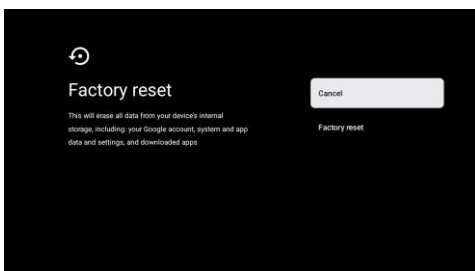 Factory reset
This will erase all data from your device's internal
storage, including: your Google account, system and app
data and settings, and downloaded apps
Cancel
Factory reset